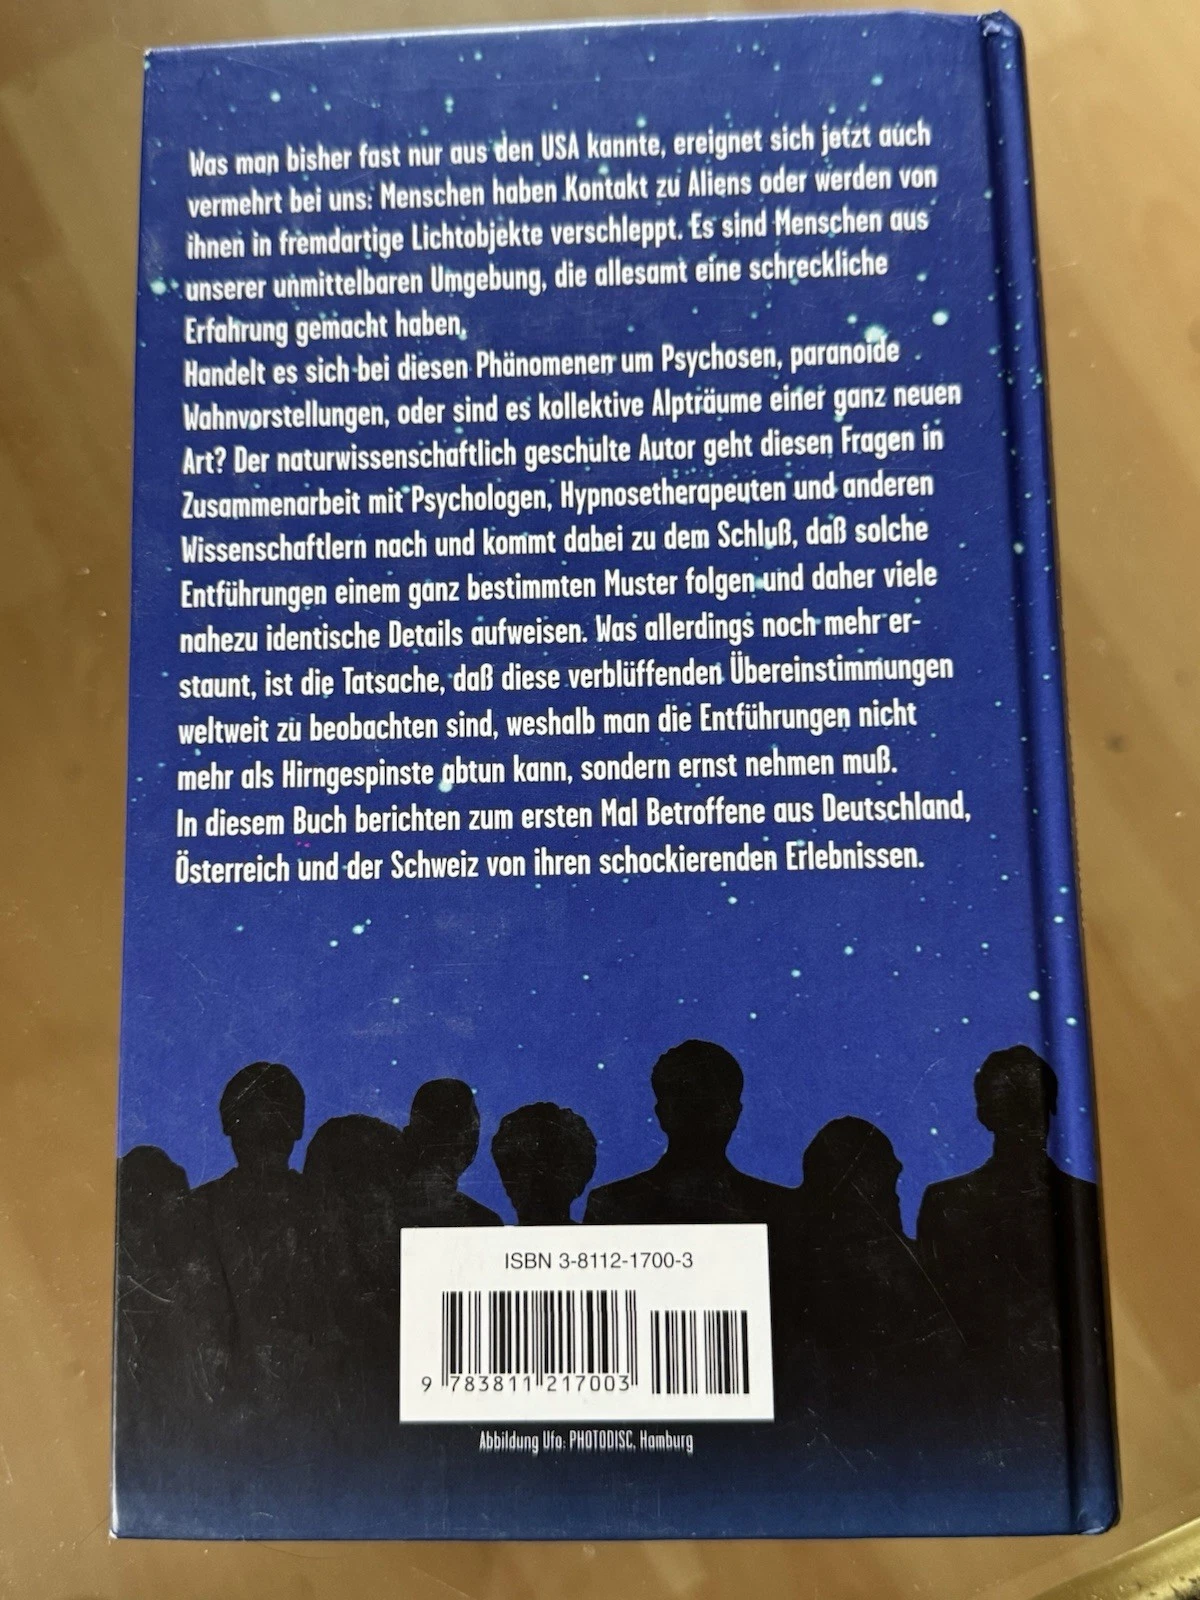 Was man bisher fast nur aus den USA kannte, ereignet sich jetzt auch
vermehrt bei uns: Menschen haben Kontakt zu Aliens oder werden von
ihnen in fremdartige Lichtobjekte verschleppt. Es sind Menschen aus
unserer unmittelbaren Umgebung, die allesamt eine schreckliche
Erfahrung gemacht haben.
Handelt es sich bei diesen Phänomenen um Psychosen, paranoide
Wahnvorstellungen, oder sind es kollektive Alpträume einer ganz neuen
Art? Der naturwissenschaftlich geschulte Autor geht diesen Fragen in
Zusammenarbeit mit Psychologen, Hypnosetherapeuten und anderen
Wissenschaftlern nach und kommt dabei zu dem Schluß, daß solche
Entführungen einem ganz bestimmten Muster folgen und daher viele
nahezu identische Details aufweisen. Was allerdings noch mehr er-
staunt, ist die Tatsache, daß diese verblüffenden Übereinstimmungen
weltweit zu beobachten sind, weshalb man die Entführungen nicht
mehr als Hirngespinste abtun kann, sondern ernst nehmen muß.
In diesem Buch berichten zum ersten Mal Betroffene aus Deutschland,
Österreich und der Schweiz von ihren schockierenden Erlebnissen.
ISBN 3-8112-1700-3
9 783811 217003
Abbildung Ufo: PHOTODISC, Hamburg